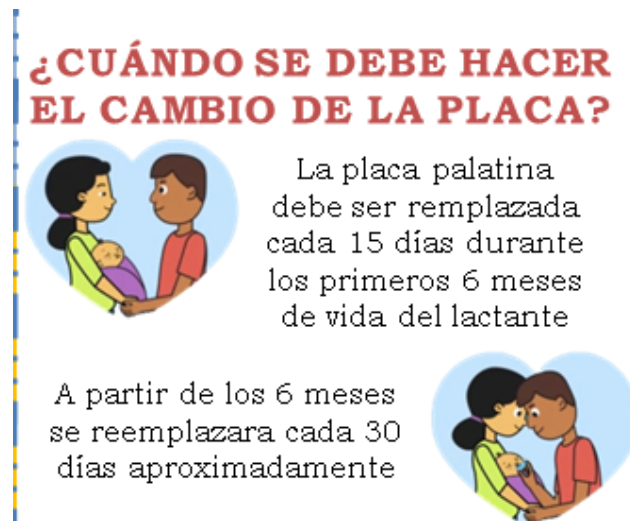 ¿CUÁNDO SE DEBE HACER
EL CAMBIO DE LA PLACA?
La placa palatina
debe ser remplazada
cada 15 días durante
los primeros 6 meses
de vida del lactante
A partir de los 6 meses
se reemplazara cada 30
días aproximadamente